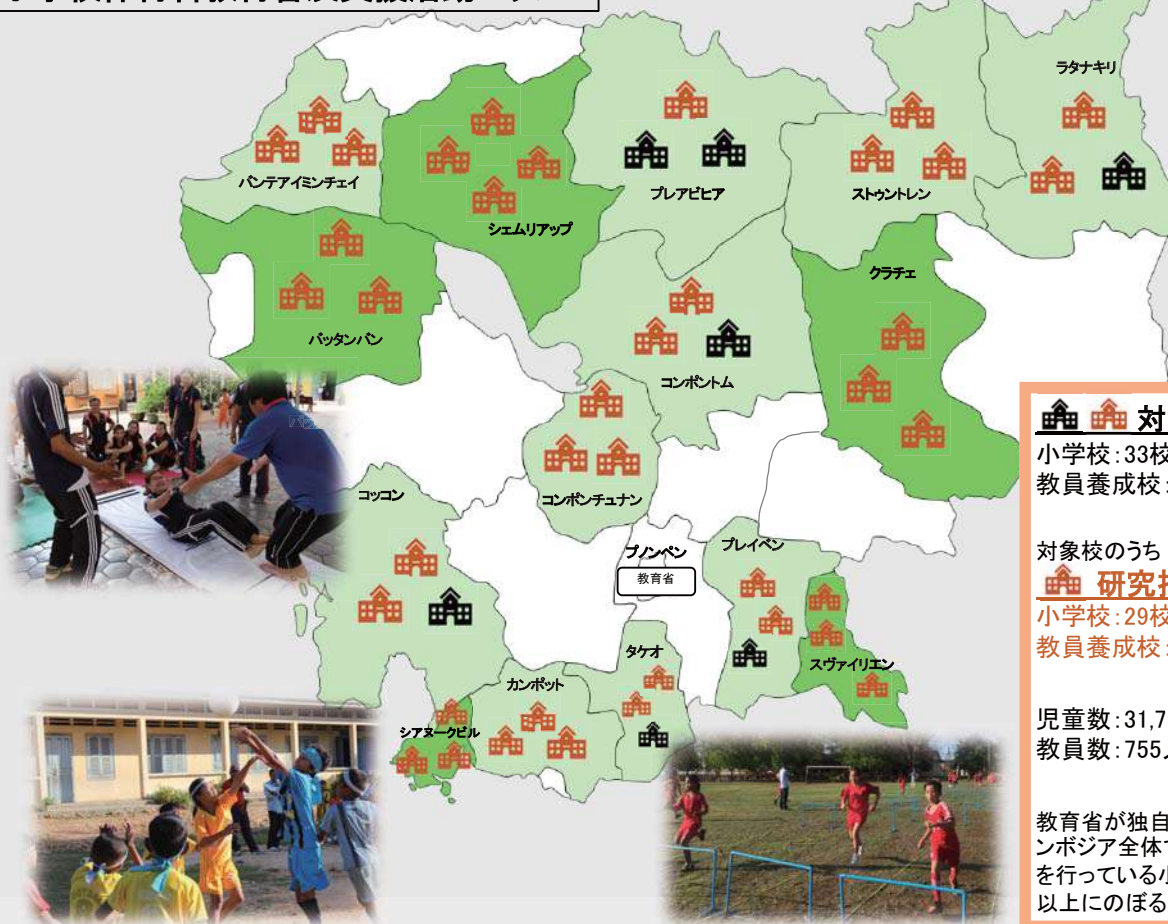 ラタナキリ
バンテアイミンチェイ
プレアビヒア
ストゥントレン
シェムリアップ
クラチェ
バッタンバン
コンポントム
コンポンチュナン
コッコン
プノンペン
教育省
プレイベン
タケオ
スヴァイリエン
カンポット
シアヌークビル
対
小学校：33校
教員養成校：
対象校のうち
研究
小学校：29校
教員養成校：
児童数：31,7
教員数：755
教育省が独自
ンボジア全体
を行っている
以上にのぼる